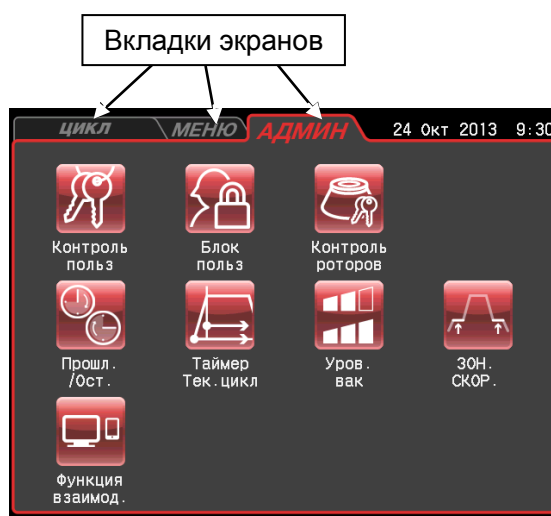 Вкладки экранов
ЦИКЛ МЕНЮ АДМИН 24 Окт 2013 9:30
Контроль польз
Блок польз
Контроль роторов
Прошл. /Ост.
Таймер Тек.цикл
Уров. вак
ЗОН. СКОР.
Функция взаимод.